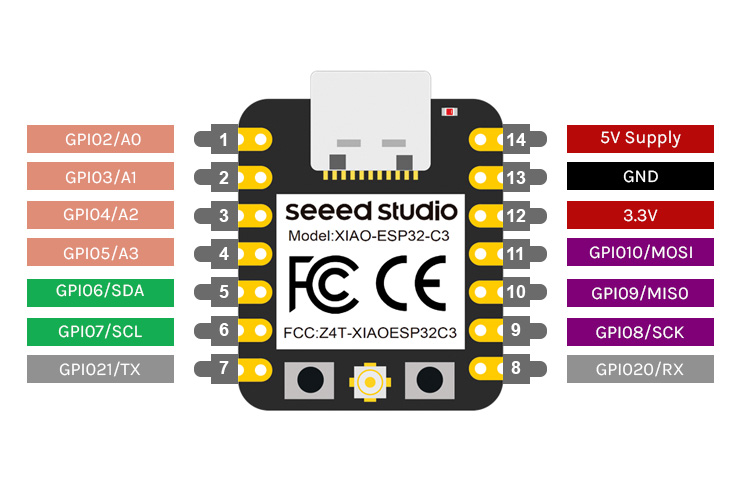 GPIO2/A0 1 14 5V Supply
GPIO3/A1 2 13 GND
GPIO4/A2 3 seeed studio 12 3.3V
Model:XIAO-ESP32-C3
GPIO5/A3 4 11 GPIO10/MOSI
FC CE
GPIO6/SDA 5 10 GPIO9/MISO
GPIO7/SCL 6 FCC:Z4T-XIAOESP32C3 9 GPIO8/SCK
GPIO21/TX 7 8 GPIO20/RX